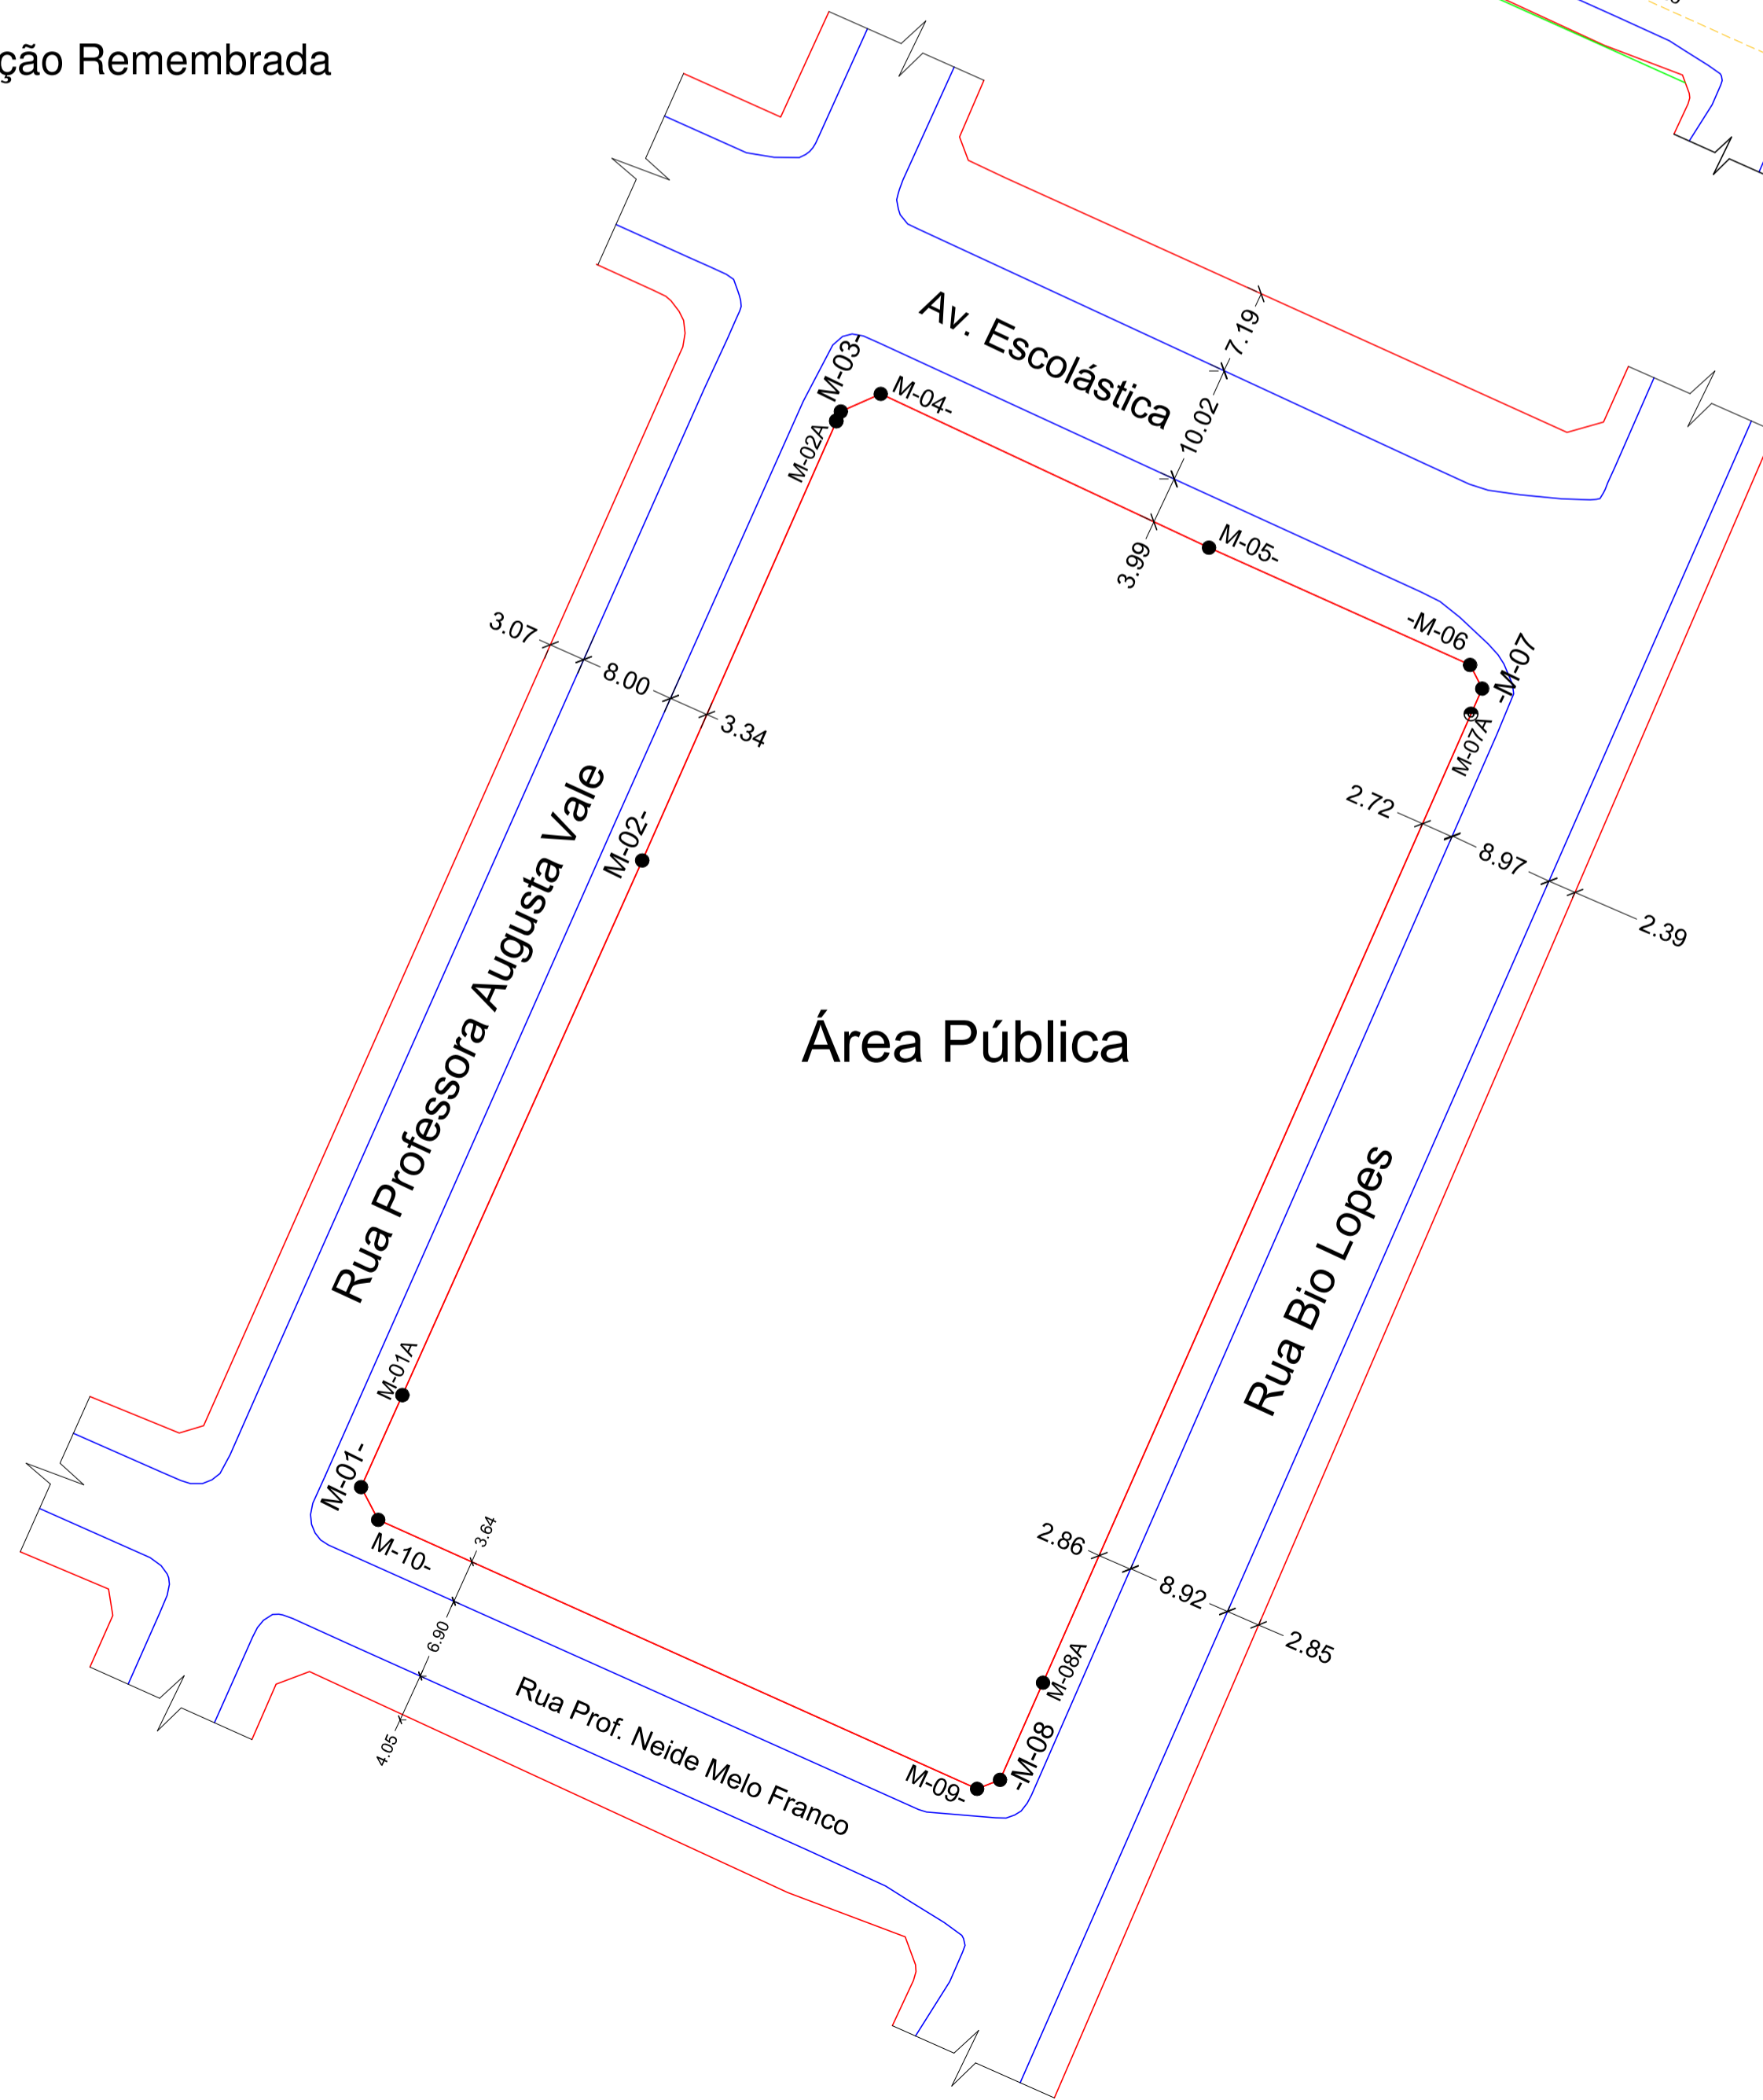 ção Remembrada
Av. Escolástica
7.19
10.02
3.99
M-03-
M-04-
M-02A
M-05-
-M-06
-M-07
M-07A
3.07
8.00
3.34
2.72
8.97
2.39
M-02-
Rua Professora Augusta Vale
Área Pública
Rua Bio Lopes
M-01A
M-01-
M-10-
3.64
6.90
4.05
2.86
8.92
2.85
M-08A
-M-08
M-09-
Rua Prof. Neide Melo Franco